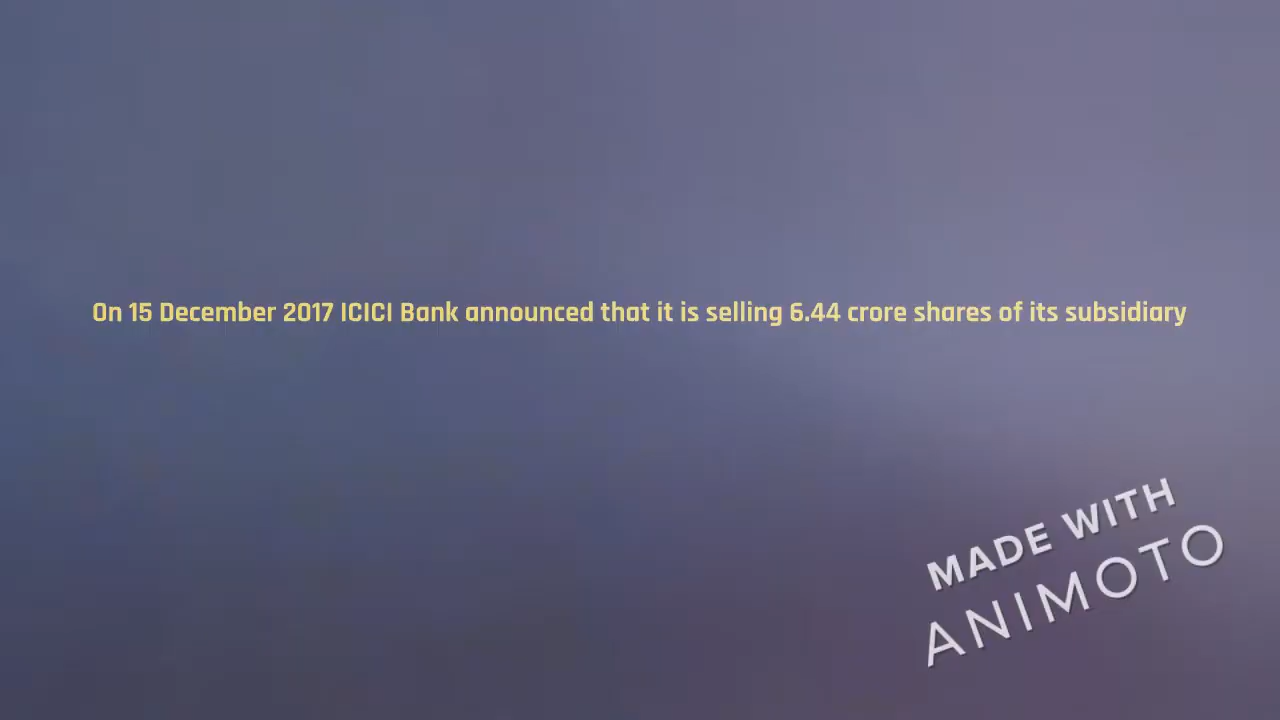 On 15 December 2017 ICICI Bank announced that it is selling 6.44 crore shares of its subsidiary
MADE WITH
ANIMOTO